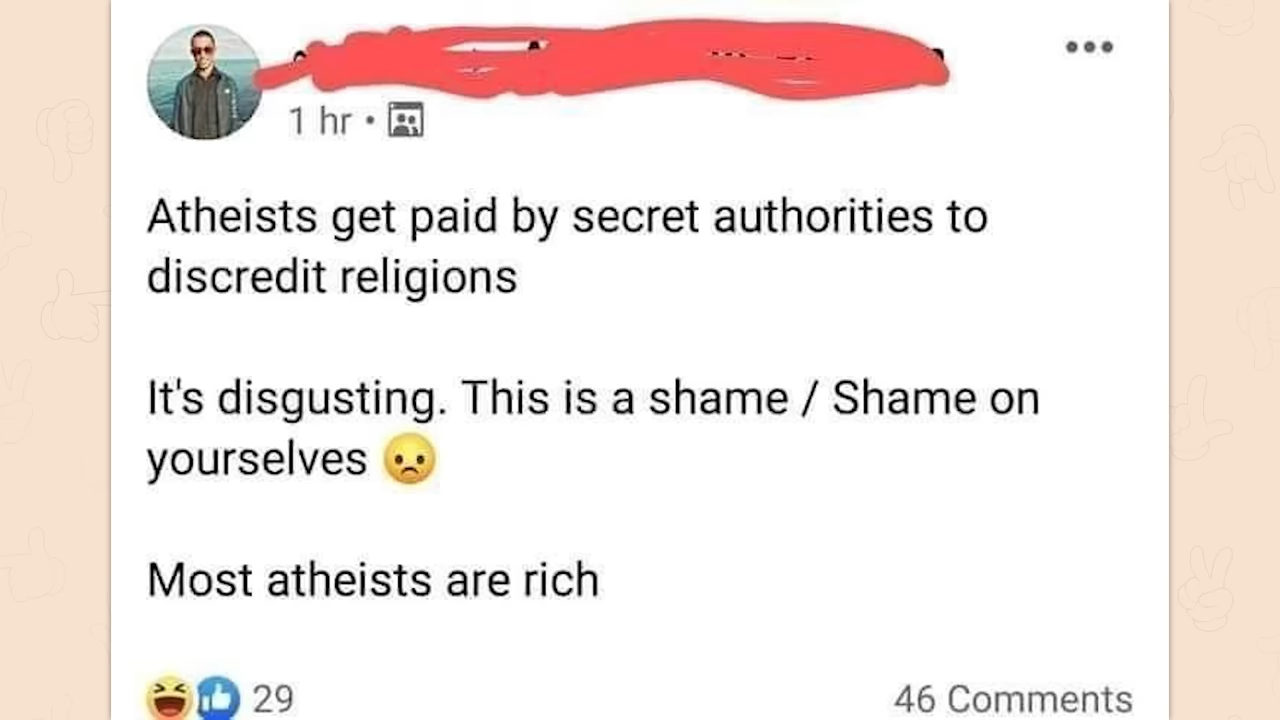 1 hr •
Atheists get paid by secret authorities to
discredit religions
It's disgusting. This is a shame / Shame on
yourselves ☹️
Most atheists are rich
29
46 Comments